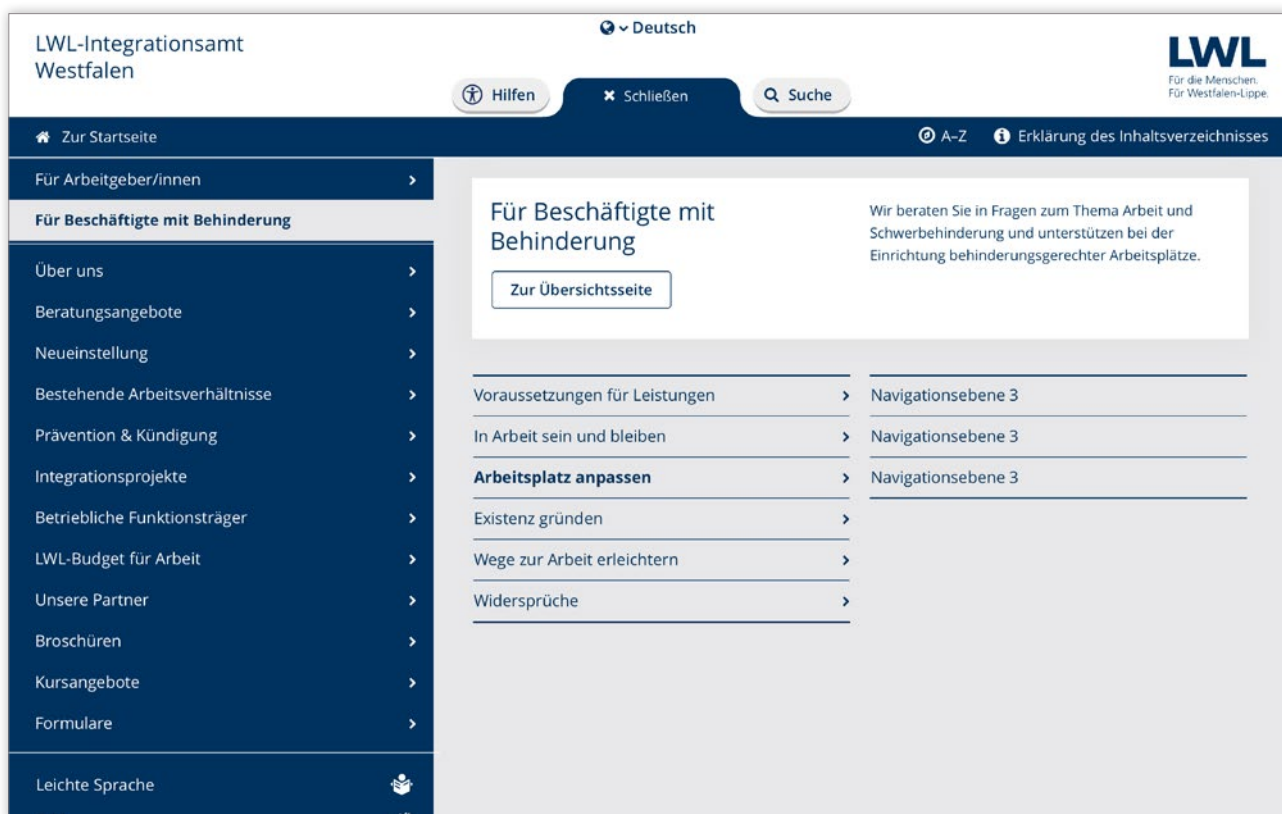 LWL-Integrationsamt
Westfalen
Deutsch
Hilfen
Schließen
Suche
LWL
Für die Menschen.
Für Westfalen-Lippe.
Zur Startseite
A–Z
Erklärung des Inhaltsverzeichnisses
Für Arbeitgeber/innen
Für Beschäftigte mit Behinderung
Über uns
Beratungsangebote
Neueinstellung
Bestehende Arbeitsverhältnisse
Prävention & Kündigung
Integrationsprojekte
Betriebliche Funktionsträger
LWL-Budget für Arbeit
Unsere Partner
Broschüren
Kursangebote
Formulare
Leichte Sprache
Für Beschäftigte mit
Behinderung
Zur Übersichtsseite
Wir beraten Sie in Fragen zum Thema Arbeit und
Schwerbehinderung und unterstützen bei der
Einrichtung behinderungsgerechter Arbeitsplätze.
Voraussetzungen für Leistungen
In Arbeit sein und bleiben
Arbeitsplatz anpassen
Existenz gründen
Wege zur Arbeit erleichtern
Widersprüche
Navigationsebene 3
Navigationsebene 3
Navigationsebene 3